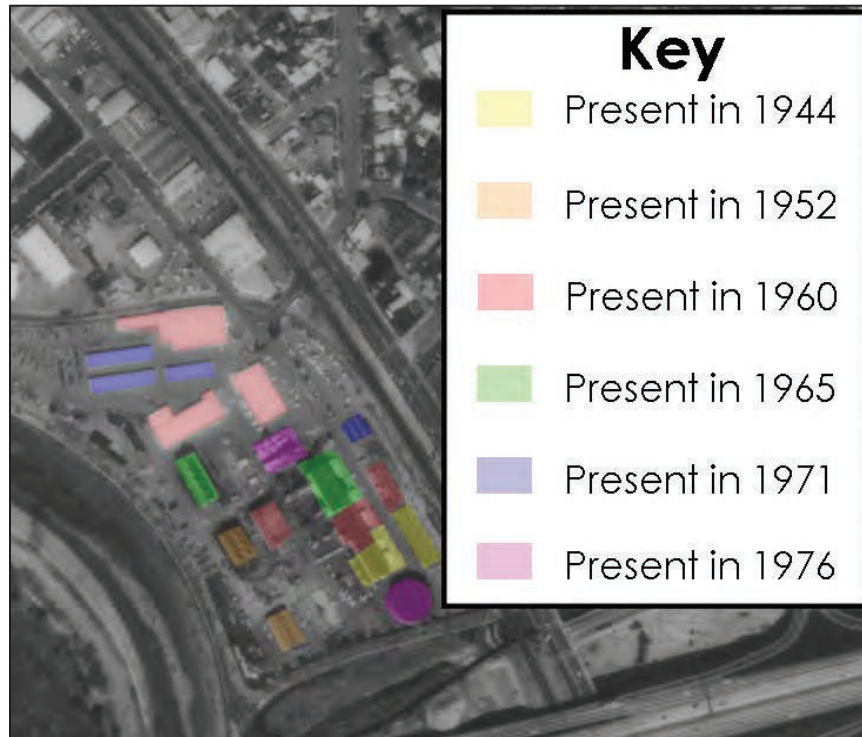 Key
Present in 1944
Present in 1952
Present in 1960
Present in 1965
Present in 1971
Present in 1976